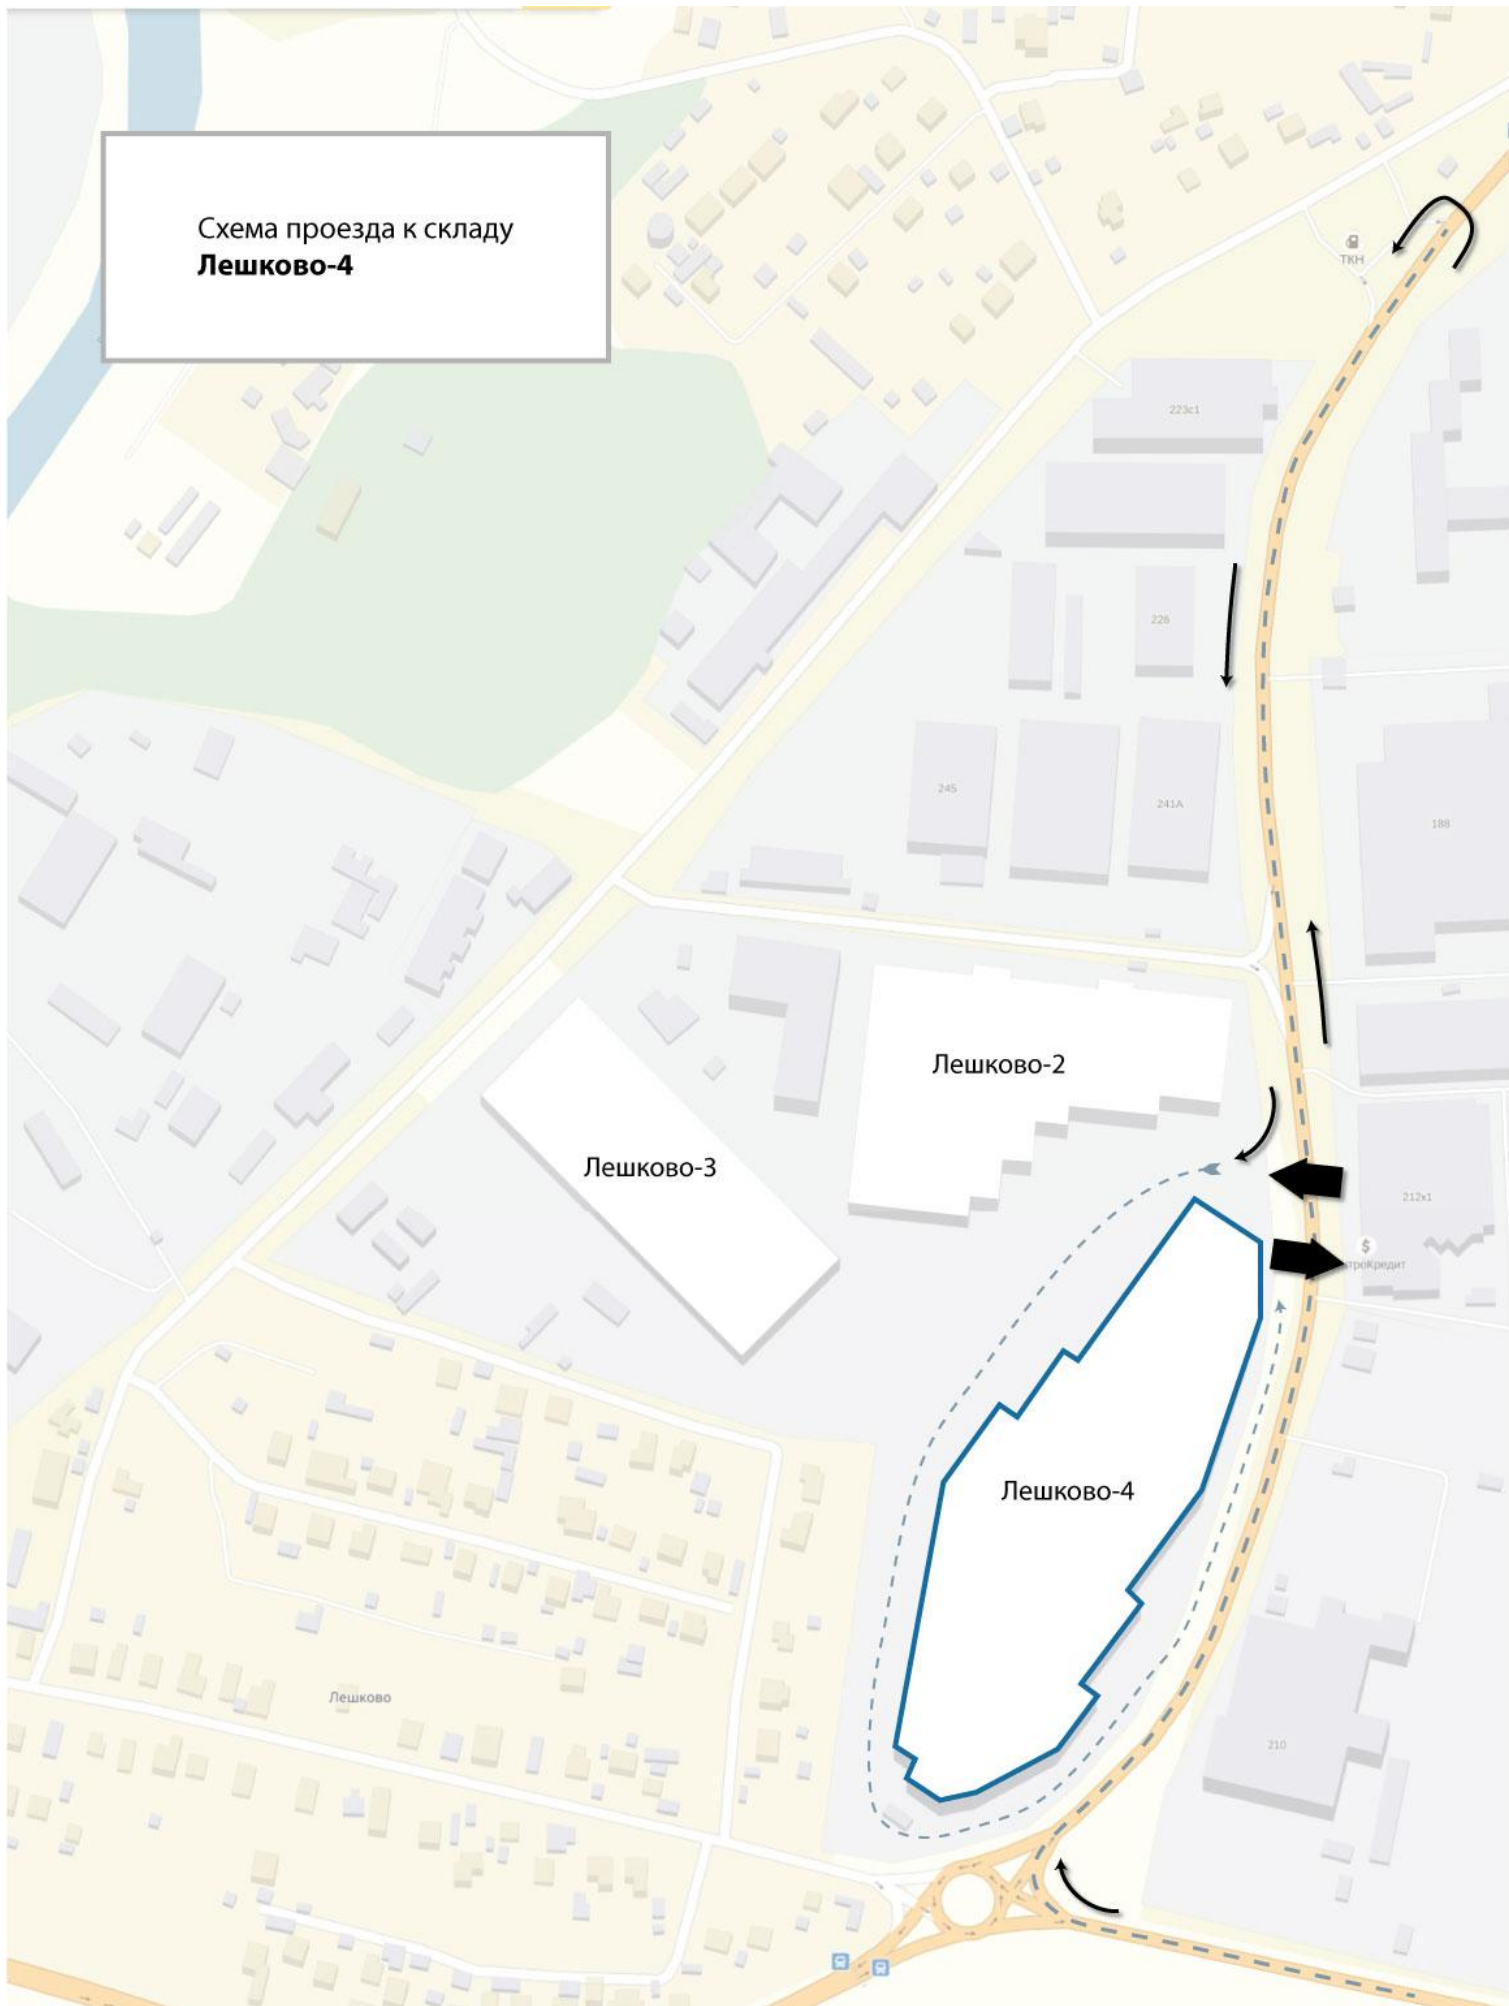 Схема проезда к складу
Лешково-4
ТКН
223с1
226
245
241А
188
Лешково-2
Лешково-3
212к1
$
троКредит
Лешково-4
Лешково
210